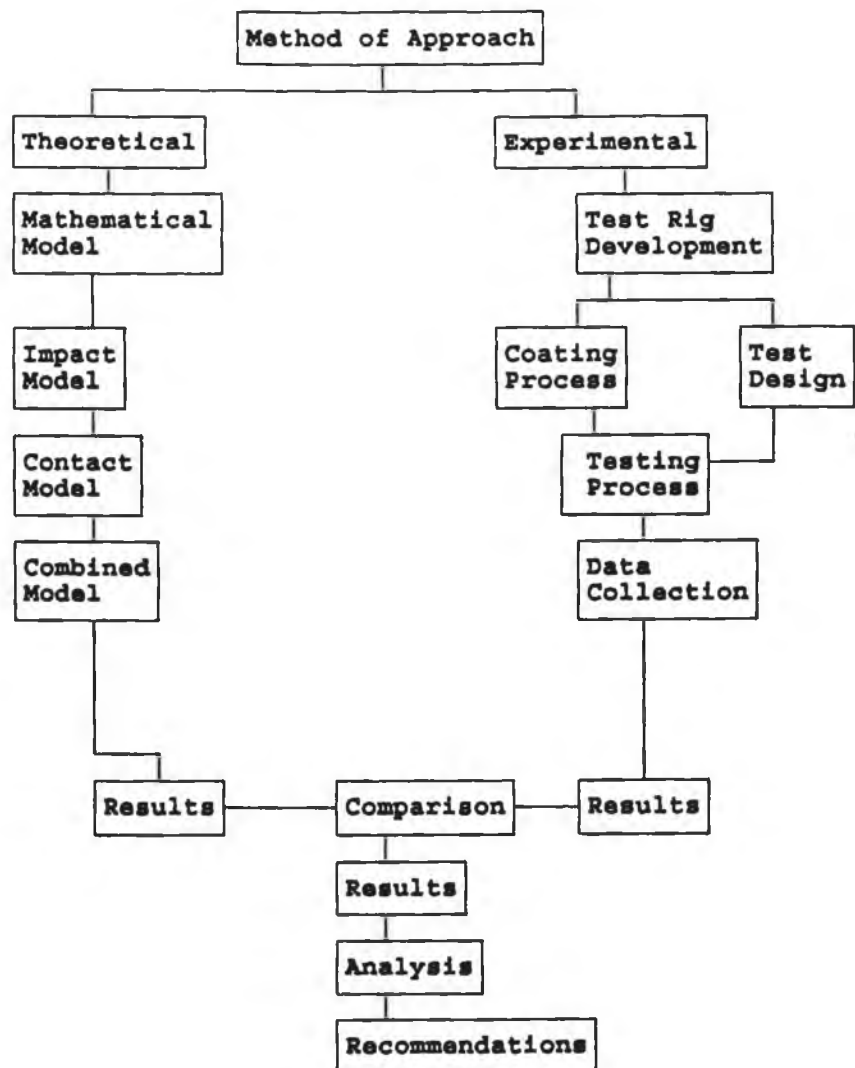 Method of Approach
Theoretical
Experimental
Mathematical
Model
Test Rig
Development
Impact
Model
Coating
Process
Test
Design
Contact
Model
Testing
Process
Combined
Model
Data
Collection
Results
Comparison
Results
Results
Analysis
Recommendations